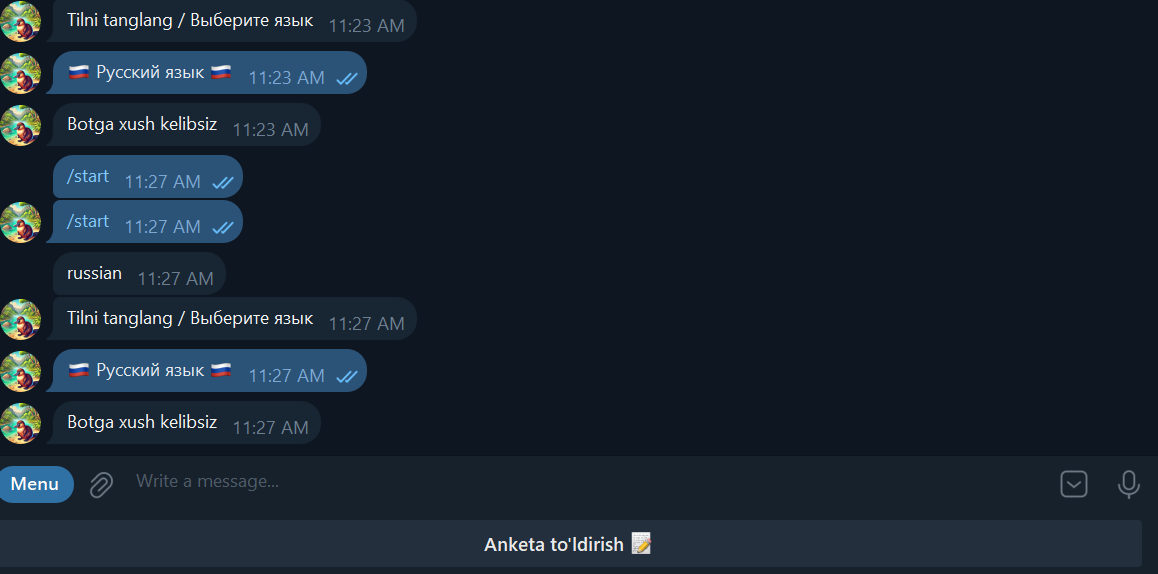 Tilni tanglang / Выберите язык 11:23 AM
🇷🇺 Русский язык 🇷🇺 11:23 AM
Botga xush kelibsiz 11:23 AM
/start 11:27 AM
/start 11:27 AM
russian 11:27 AM
Tilni tanglang / Выберите язык 11:27 AM
🇷🇺 Русский язык 🇷🇺 11:27 AM
Botga xush kelibsiz 11:27 AM
Menu Write a message...
Anketa to'ldirish 📝